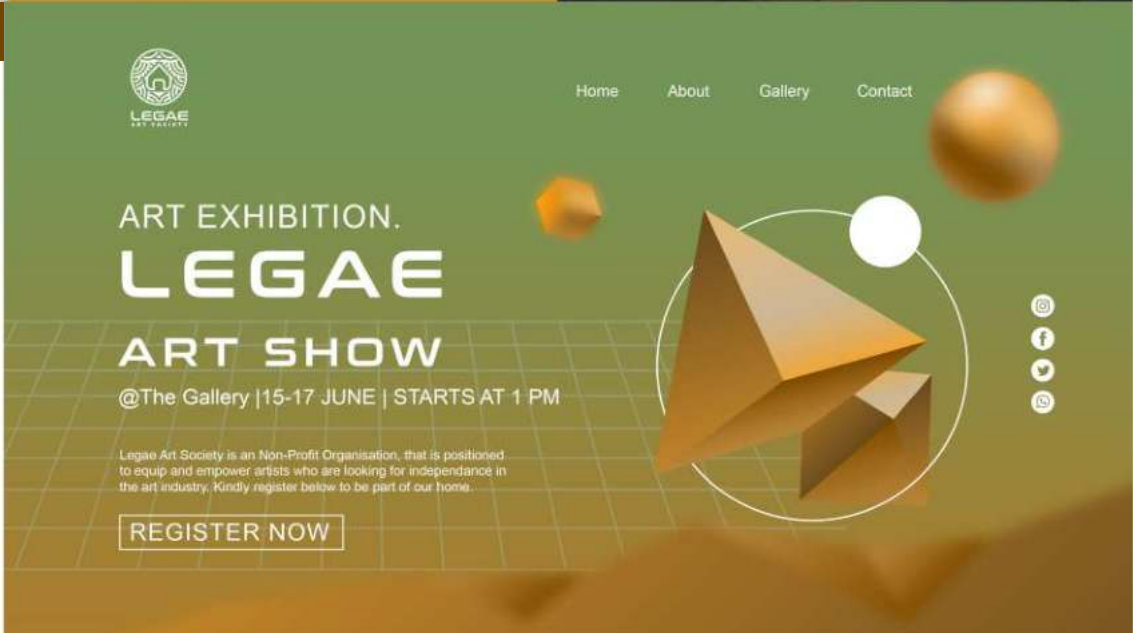 LEGAE
ART SOCIETY
Home About Gallery Contact
ART EXHIBITION.
LEGAE
ART SHOW
@The Gallery |15-17 JUNE | STARTS AT 1 PM
Legae Art Society is an Non-Profit Organisation, that is positioned
to equip and empower artists who are looking for independance in
the art industry. Kindly register below to be part of our home.
REGISTER NOW